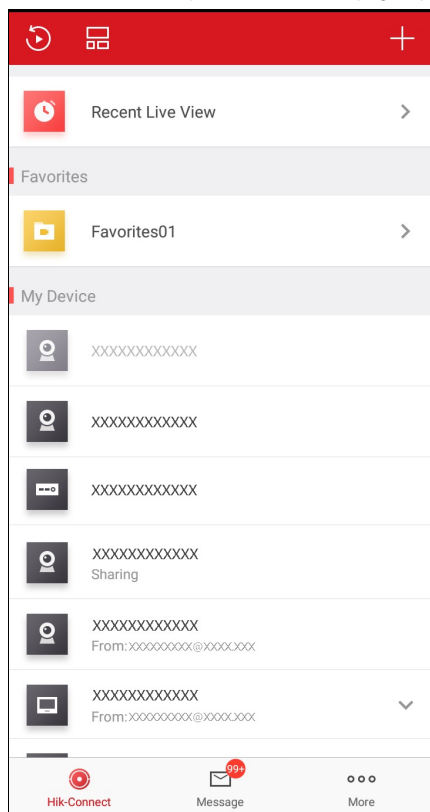 Recent Live View
Favorites
Favorites01
My Device
XXXXXXXXXXXX
XXXXXXXXXXXX
XXXXXXXXXXXX
XXXXXXXXXXXX
Sharing
XXXXXXXXXXXX
From:XXXXXXXXX@XXXX.XXX
XXXXXXXXXXXX
From:XXXXXXXXX@XXXX.XXX
99+
Hik-Connect
Message
More